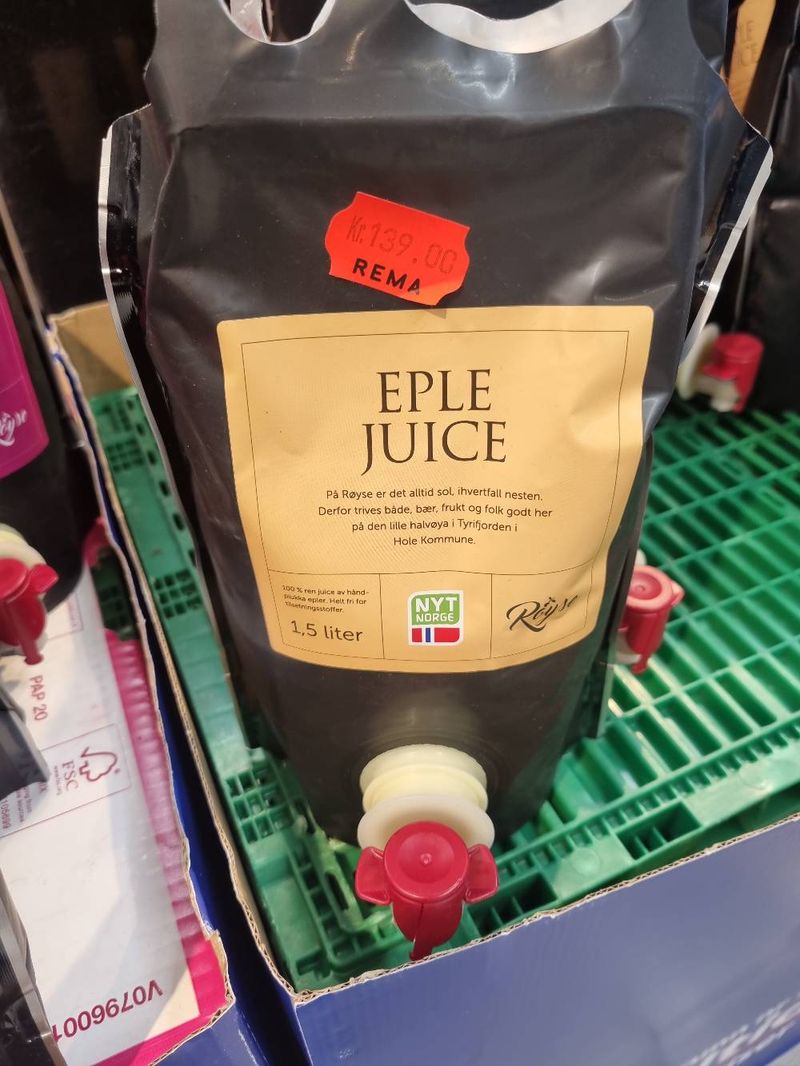 Kr.139.00
REMA
EPLE
JUICE
På Røyse er det alltid sol, ihvertfall nesten.
Derfor trives både, bær, frukt og folk godt her
på den lille halvøya i Tyrifjorden i
Hole Kommune.
100 % ren juice av hånd-
plukka epler. Helt fri for
tilsetningsstoffer.
1,5 liter
NYT
NORGE
Røyse
Røyse
PAP 20
FSC
V0796001